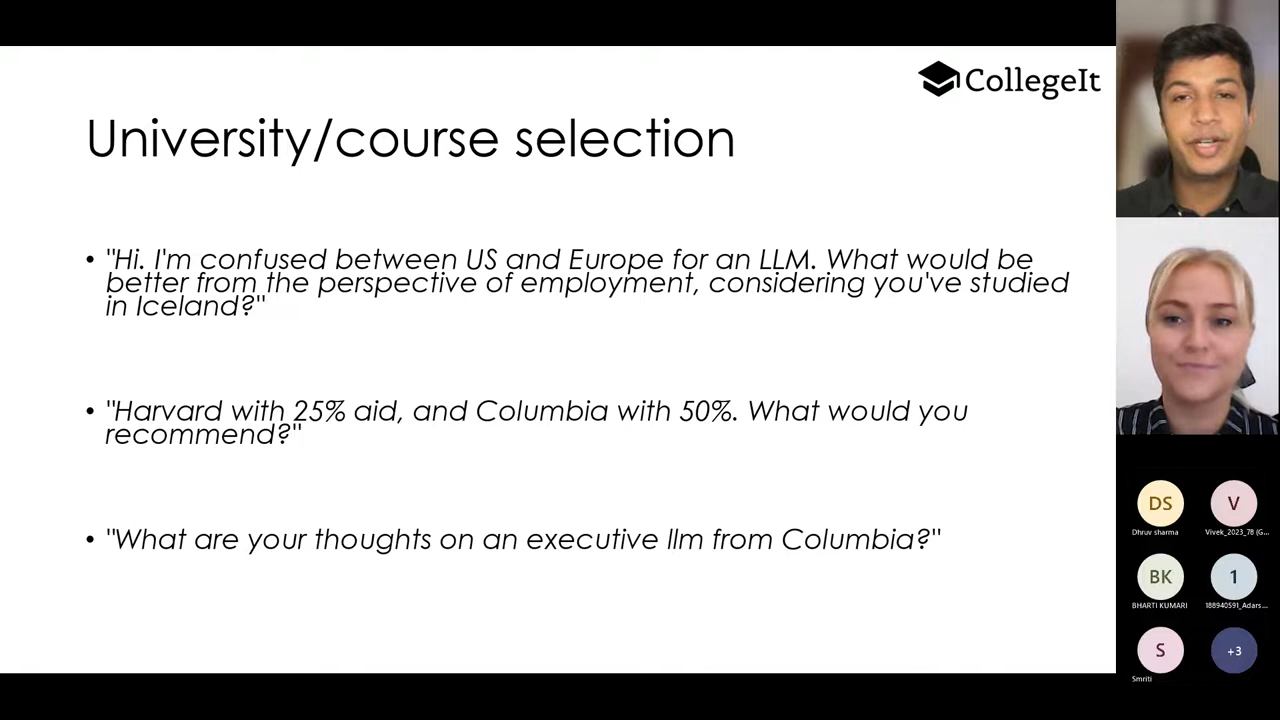 CollegeIt
University/course selection
• "Hi. I'm confused between US and Europe for an LLM. What would be
better from the perspective of employment, considering you've studied
in Iceland?"
• "Harvard with 25% aid, and Columbia with 50%. What would you
recommend?"
• "What are your thoughts on an executive llm from Columbia?"
DS
V
Dhruv sharma
Vivek_2023_78 (G...
BK
1
BHARTI KUMARI
188940591_Adars...
S
+3
Smriti